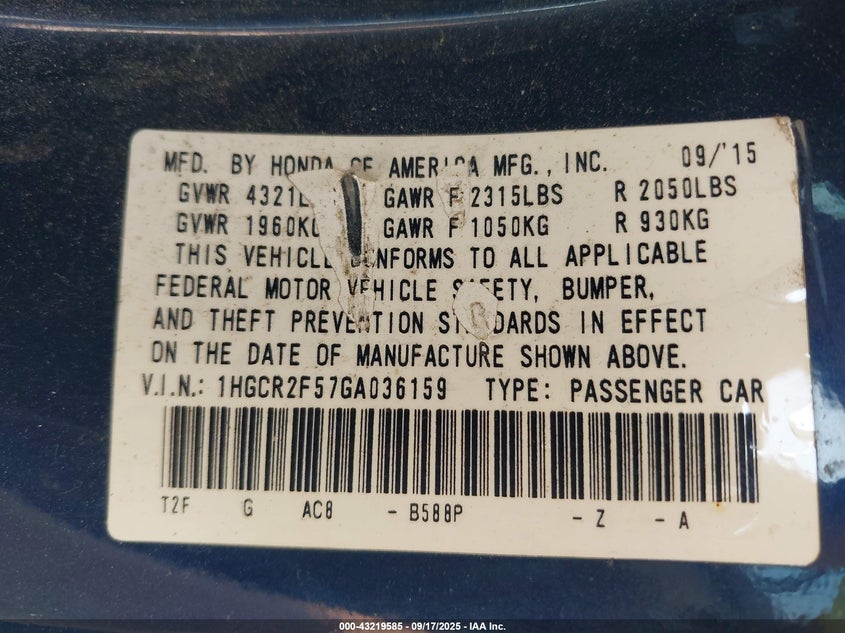 MFD. BY HONDA OF AMERICA MFG., INC. 09/'15
GVWR 4321L GAWR F 2315LBS R 2050LBS
GVWR 1960KG GAWR F 1050KG R 930KG
THIS VEHICLE CONFORMS TO ALL APPLICABLE
FEDERAL MOTOR VEHICLE SAFETY, BUMPER,
AND THEFT PREVENTION STANDARDS IN EFFECT
ON THE DATE OF MANUFACTURE SHOWN ABOVE.
V.I.N.: 1HGCR2F57GA036159 TYPE: PASSENGER CAR
T2F G AC8 - B588P - Z - A
000-43219585 - 09/17/2025 - IAA Inc.